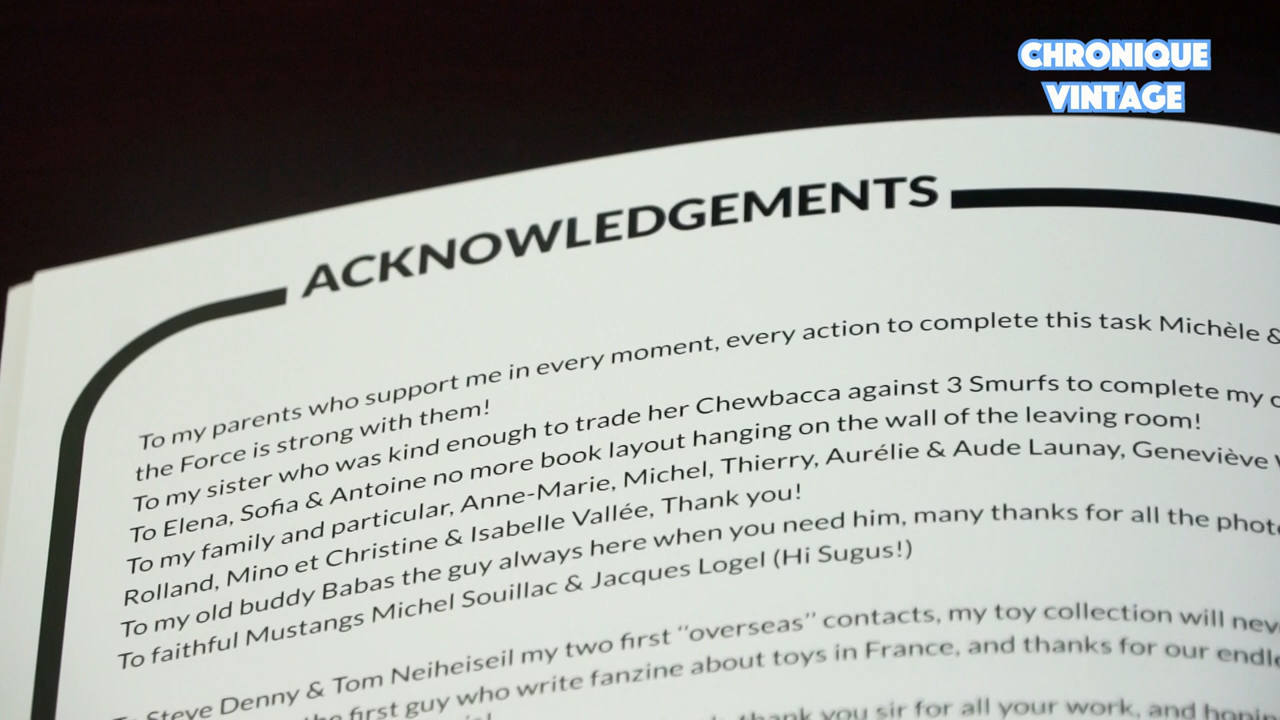 CHRONIQUE
VINTAGE
ACKNOWLEDGEMENTS
To my parents who support me in every moment, every action to complete this task Michèle &
the Force is strong with them!
To my sister who was kind enough to trade her Chewbacca against 3 Smurfs to complete my
To Elena, Sofia & Antoine no more book layout hanging on the wall of the leaving room!
To my family and particular, Anne-Marie, Michel, Thierry, Aurélie & Aude Launay, Geneviève
Rolland, Mino et Christine & Isabelle Vallée, Thank you!
To my old buddy Babas the guy always here when you need him, many thanks for all the
To faithful Mustangs Michel Souillac & Jacques Logel (Hi Sugus!)
Steve Denny & Tom Neiheiseil my two first "overseas" contacts, my toy collection will
first guy who write fanzine about toys in France, and thanks for our
thank you sir for all your work, and